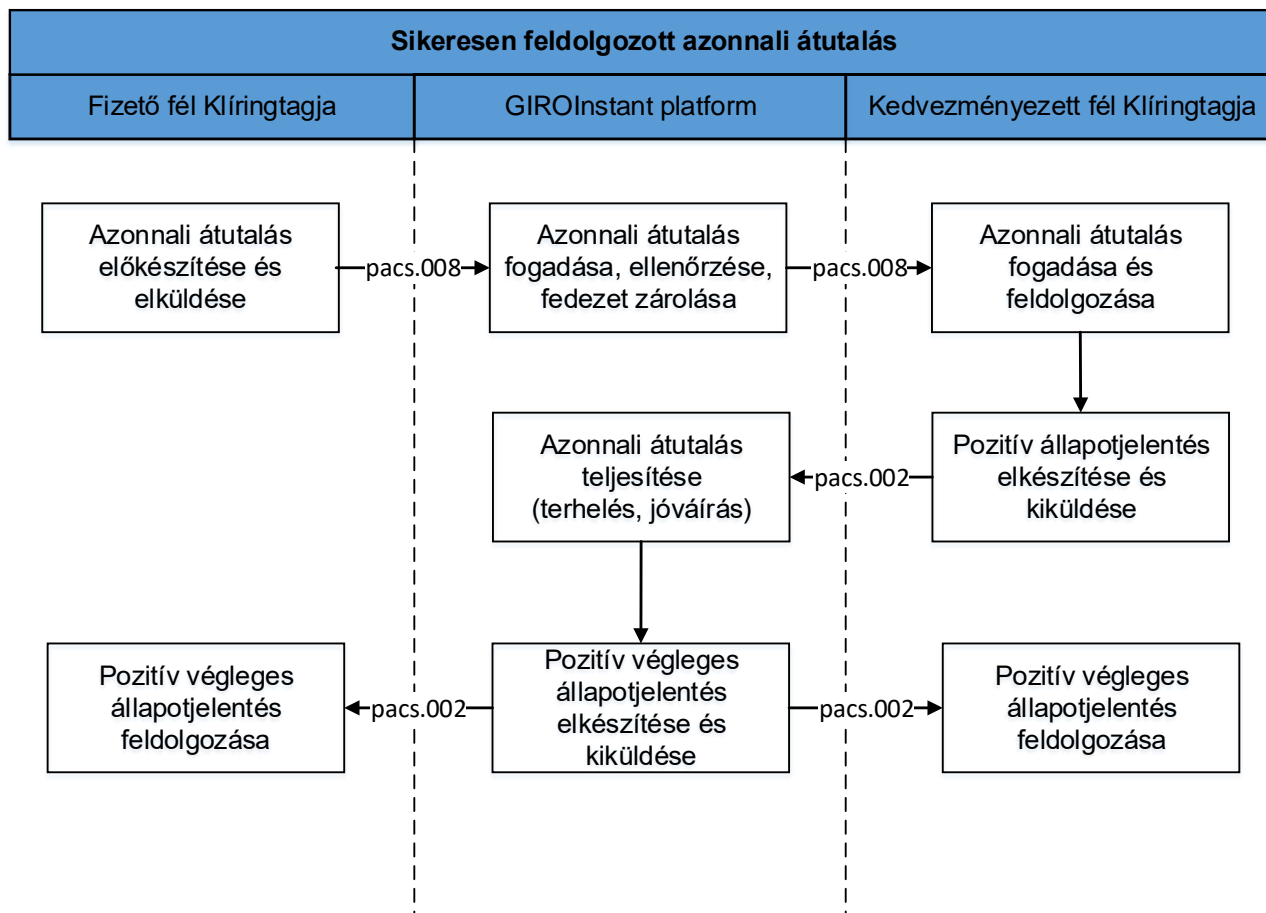 Sikeresen feldolgozott azonnali átutalás
Fizető fél Klíringtagja
GIROInstant platform
Kedvezményezett fél Klíringtagja
Azonnali átutalás
előkészítése és
elküldése
pacs.008
Azonnali átutalás
fogadása, ellenőrzése,
fedezet zárolása
pacs.008
Azonnali átutalás
fogadása és
feldolgozása
Azonnali átutalás
teljesítése
(terhelés, jóváírás)
pacs.002
Pozitív állapotjelentés
elkészítése és
kiküldése
Pozitív végleges
állapotjelentés
feldolgozása
pacs.002
Pozitív végleges
állapotjelentés
elkészítése és
kiküldése
pacs.002
Pozitív végleges
állapotjelentés
feldolgozása